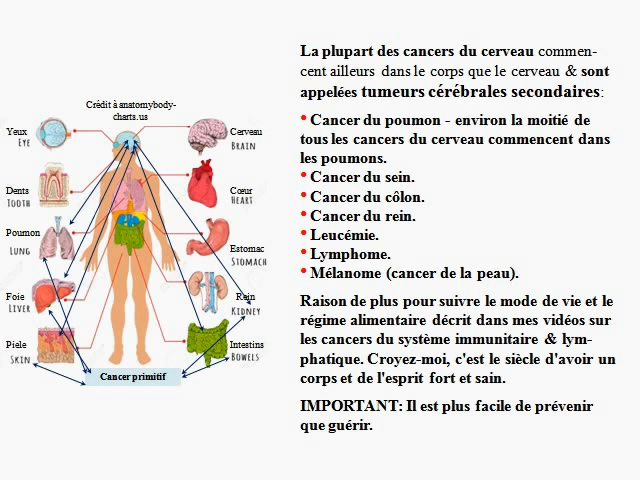 La plupart des cancers du cerveau commen-
cent ailleurs dans le corps que le cerveau & sont
appelées tumeurs cérébrales secondaires:
• Cancer du poumon - environ la moitié de
tous les cancers du cerveau commencent dans
les poumons.
• Cancer du sein.
• Cancer du côlon.
• Cancer du rein.
• Leucémie.
• Lymphome.
• Mélanome (cancer de la peau).
Raison de plus pour suivre le mode de vie et le
régime alimentaire décrit dans mes vidéos sur
les cancers du système immunitaire & lym-
phatique. Croyez-moi, c'est le siècle d'avoir un
corps et de l'esprit fort et sain.
IMPORTANT: Il est plus facile de prévenir
que guérir.
Crédit à anatomybody-
charts.us
Yeux
EYE
Dents
TOOTH
Poumon
LUNG
Foie
LIVER
Piele
SKIN
Cerveau
BRAIN
Cœur
HEART
Estomac
STOMACH
Rein
KIDNEY
Intestins
BOWELS
Cancer primitif